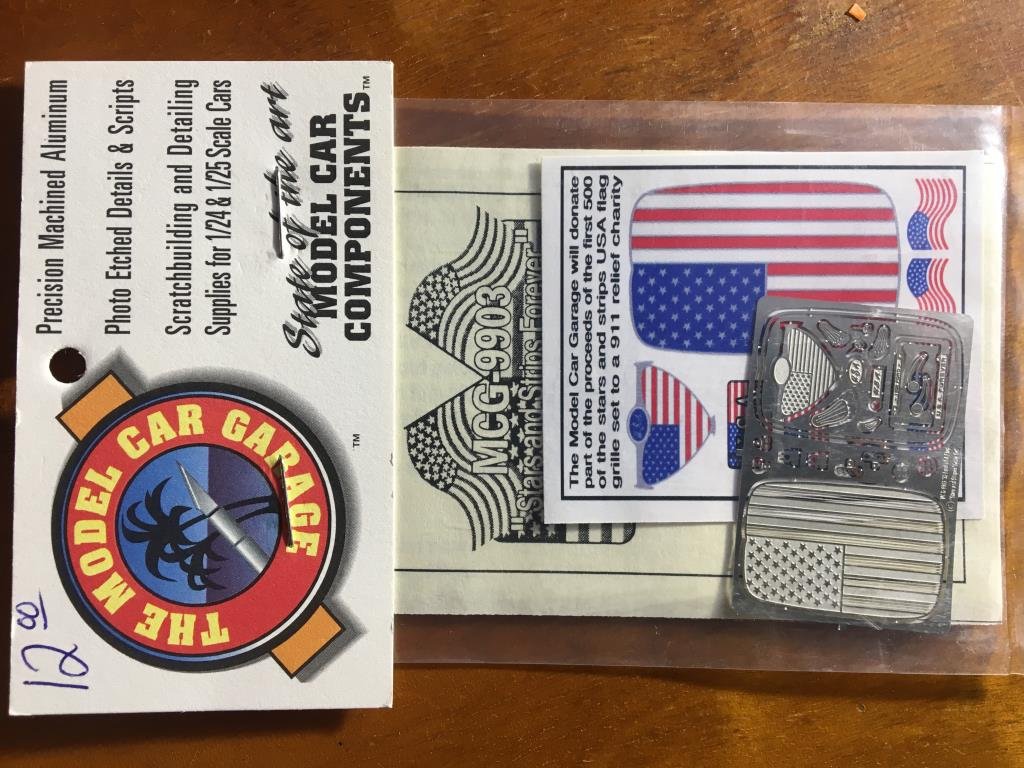 Precision Machined Aluminum
Photo Etched Details & Scripts
Scratchbuilding and Detailing
Supplies for 1/24 & 1/25 Scale Cars
State of the art
MODEL CAR
COMPONENTS™
THE MODEL CAR GARAGE
™
12.00
MCG-9903
"Stars and Strips Forever"
The Model Car Garage will donate
part of the proceeds of the first 500
of the stars and strips USA flag
grille set to a 911 relief charity